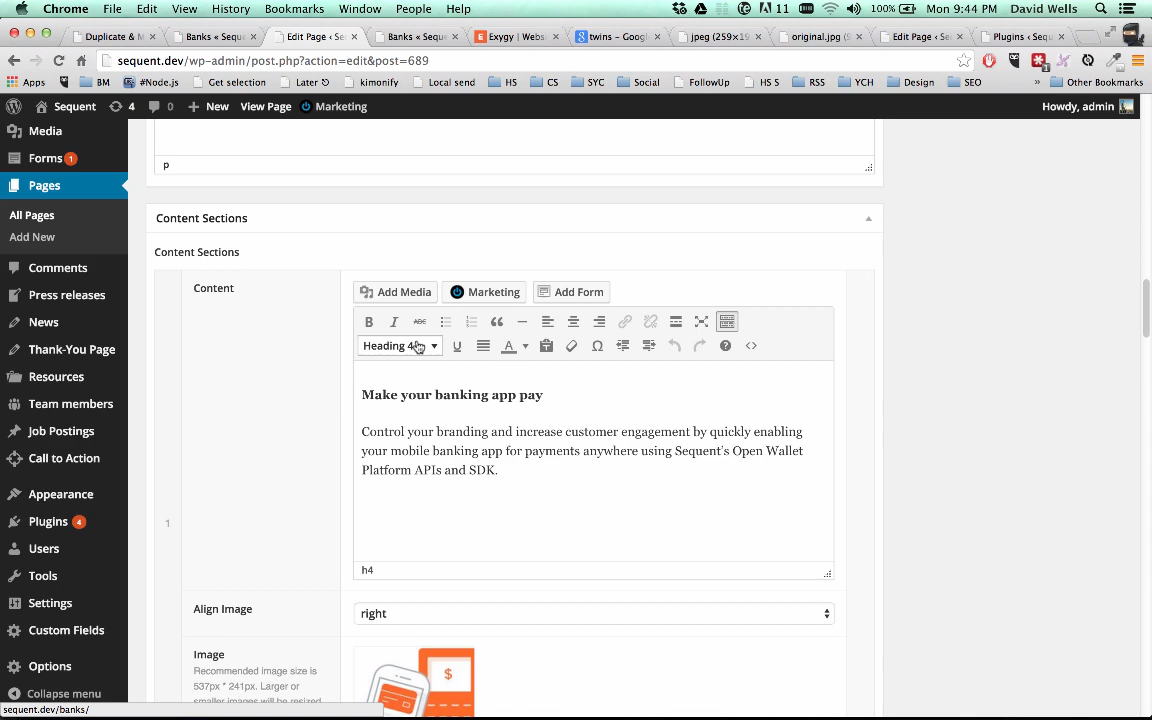 Chrome File Edit View History Bookmarks Window People Help 11 100% Mon 9:44 PM David Wells
Duplicate & M Banks ‹ Seque Edit Page ‹ Se Banks ‹ Seque Exygy | Webs twins – Googl jpeg (259×19 original.jpg (9 Edit Page ‹ Se Plugins ‹ Sequ
sequent.dev/wp-admin/post.php?action=edit&post=689
Apps BM #Node.js Get selection Later kimonify Local send HS CS SYC Social FollowUp HS S RSS YCH Design SEO » Other Bookmarks
Sequent 4 0 New View Page Marketing Howdy, admin
Media
Forms 1
Pages
All Pages
Add New
Comments
Press releases
News
Thank-You Page
Resources
Team members
Job Postings
Call to Action
Appearance
Plugins 4
Users
Tools
Settings
Custom Fields
Options
Collapse menu
sequent.dev/banks/
p
Content Sections
Content Sections
1
Content
Add Media Marketing Add Form
B I ABC
Heading 4 U A
Make your banking app pay
Control your branding and increase customer engagement by quickly enabling
your mobile banking app for payments anywhere using Sequent's Open Wallet
Platform APIs and SDK.
h4
Align Image
right
Image
Recommended image size is
537px * 241px. Larger or
smaller images will be resized
$